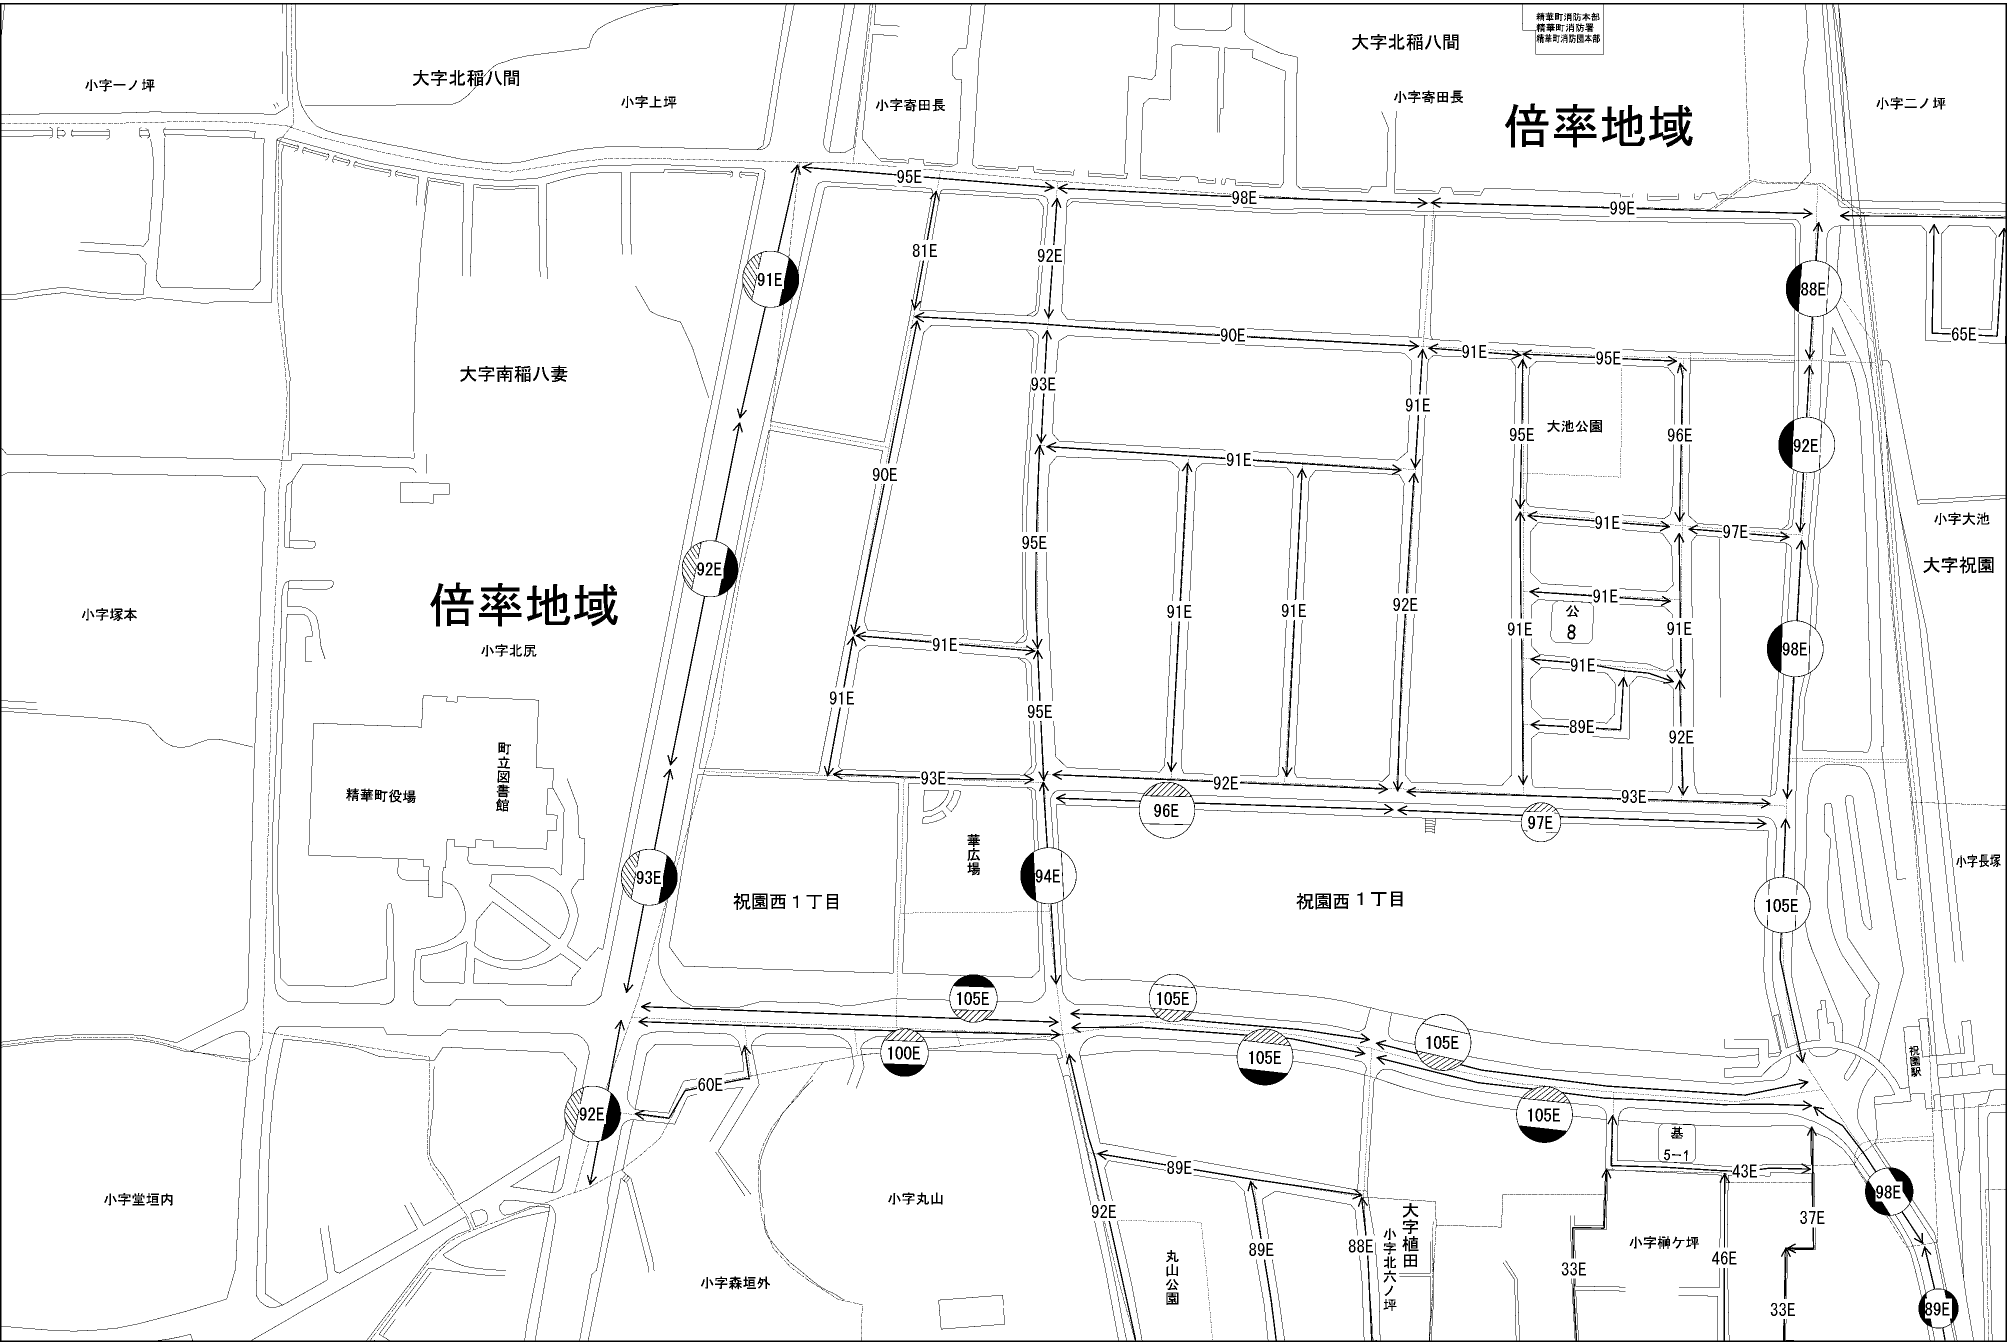 精華町消防本部
精華町消防署
精華町消防団本部
大字北稲八間
大字北稲八間
小字一ノ坪
小字上坪
小字寄田長
小字寄田長
小字二ノ坪
倍率地域
95E
98E
99E
81E
92E
91E
88E
90E
91E
95E
65E
大字南稲八妻
93E
91E
95E
大池公園
96E
92E
90E
91E
小字大池
91E
97E
95E
92E
大字祝園
倍率地域
小字塚本
小字北尻
91E
91E
92E
91E
91E
公
8
91E
91E
98E
91E
91E
95E
89E
92E
町立図書館
精華町役場
93E
92E
93E
96E
97E
華広場
小字長塚
93E
94E
祝園西1丁目
祝園西1丁目
105E
105E
105E
105E
100E
105E
祝園駅
60E
92E
105E
基
5-1
89E
43E
98E
小字堂垣内
小字丸山
92E
37E
大字植田
小字北六ノ坪
小字榊ケ坪
89E
88E
46E
33E
丸山公園
小字森垣外
33E
89E